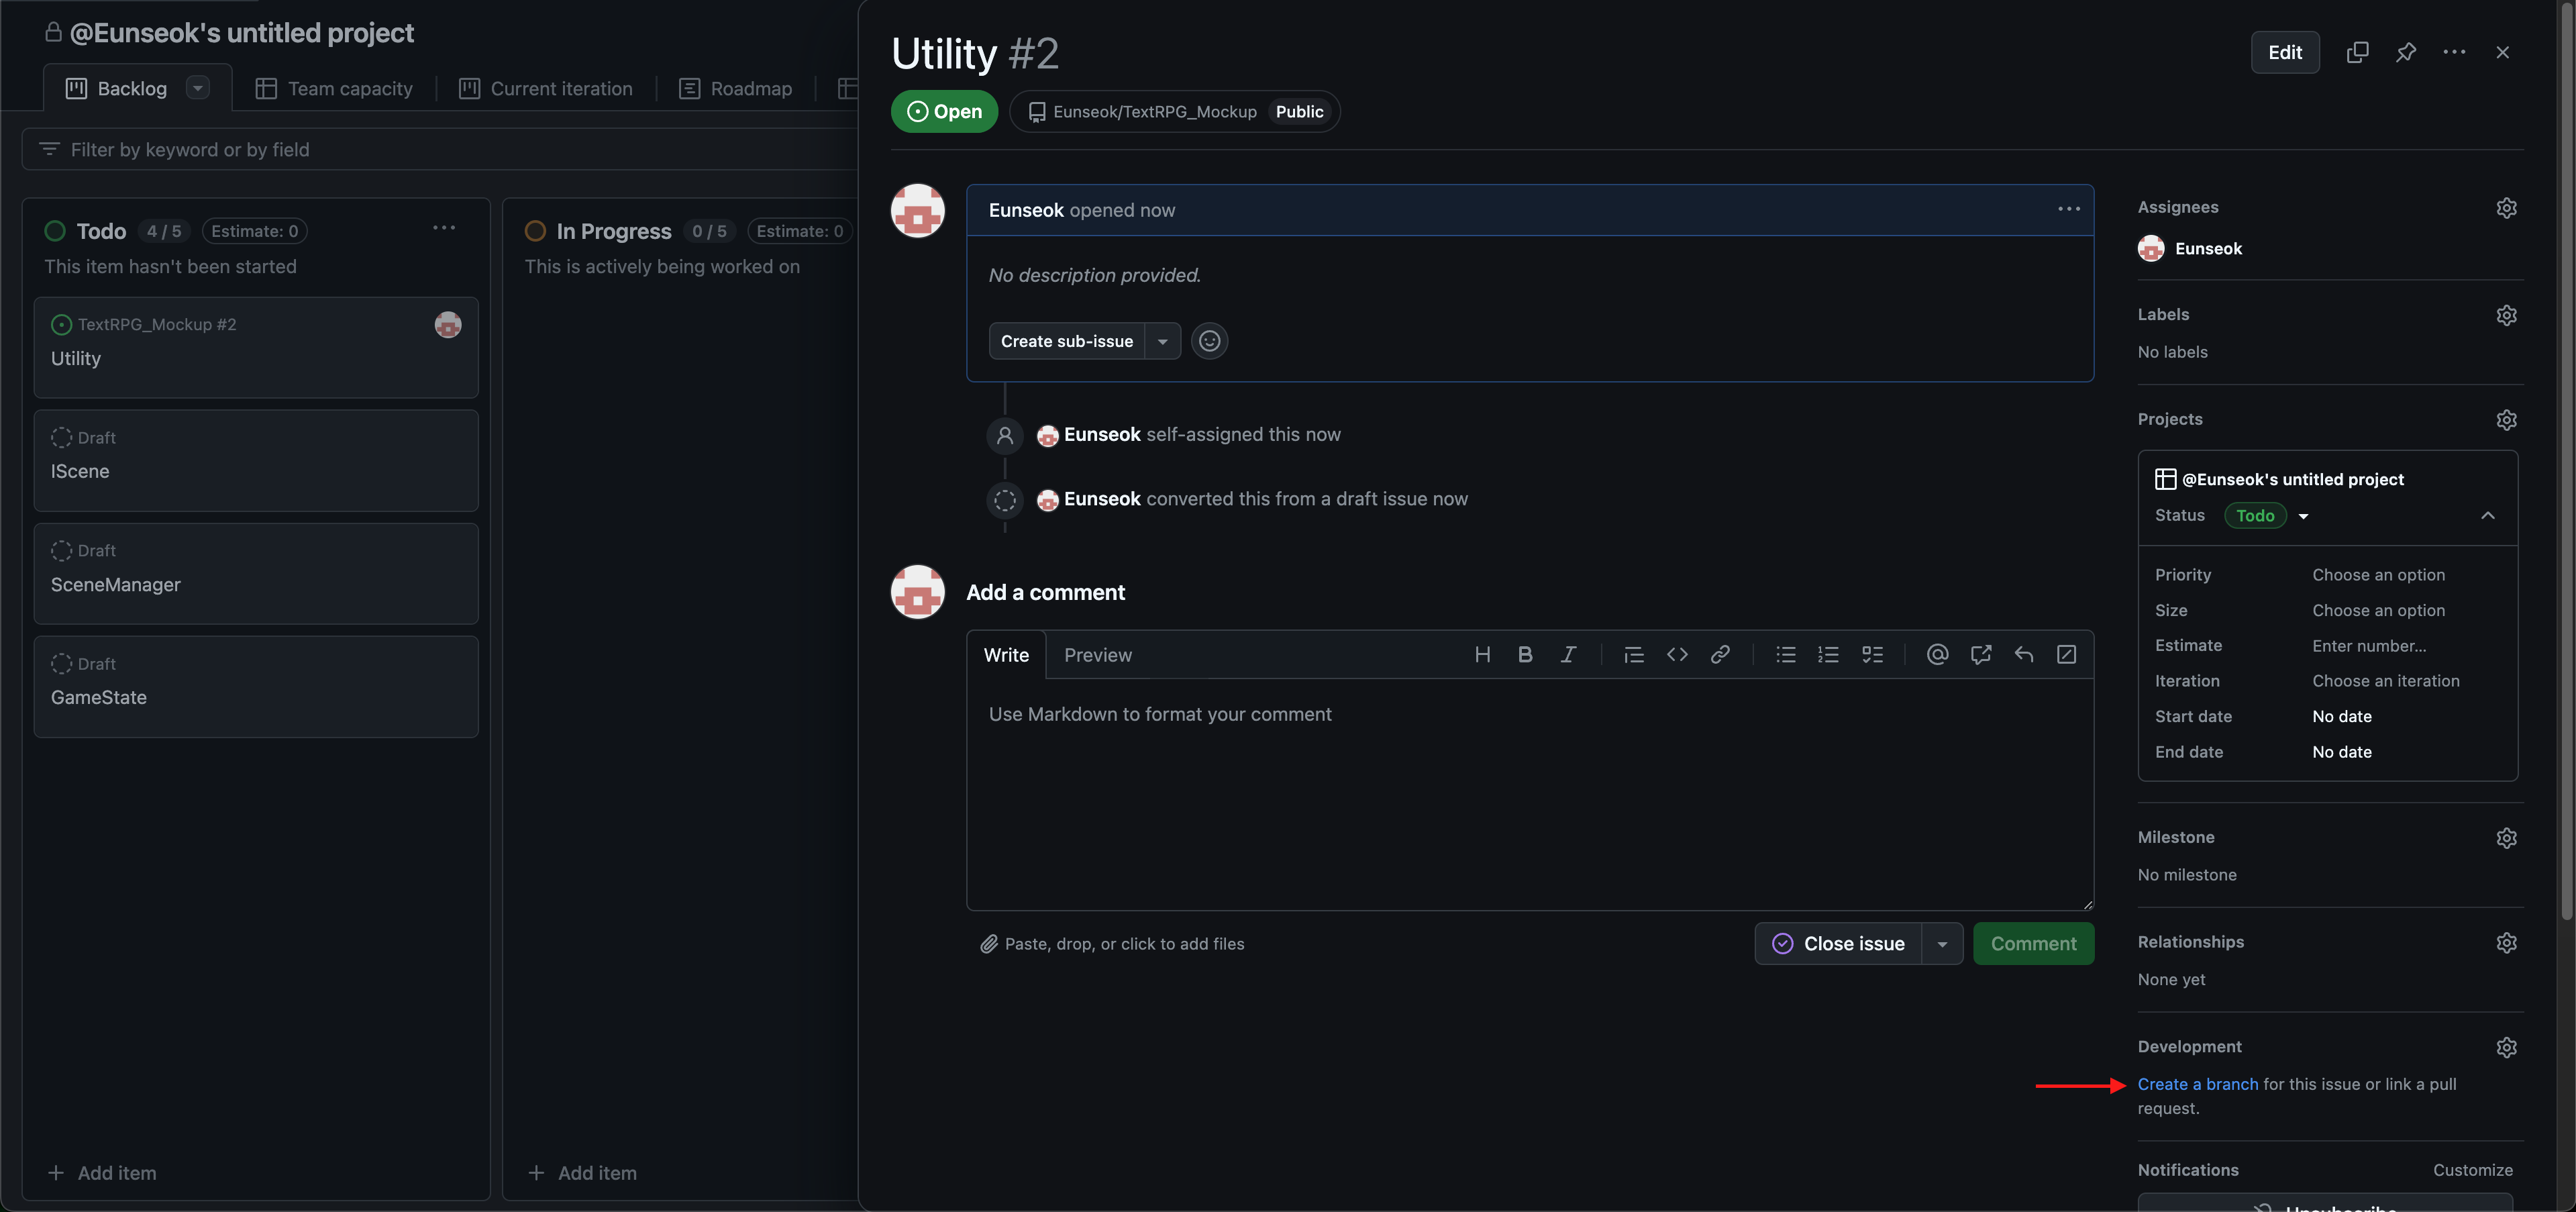 @Eunseok's untitled project
Backlog
Team capacity
Current iteration
Roadmap
Filter by keyword or by field
Todo 4 / 5 Estimate: 0
This item hasn't been started
TextRPG_Mockup #2
Utility
Draft
IScene
Draft
SceneManager
Draft
GameState
+ Add item
In Progress 0 / 5 Estimate: 0
This is actively being worked on
+ Add item
Utility #2
Edit
Open
Eunseok/TextRPG_Mockup Public
Eunseok opened now
No description provided.
Create sub-issue
Eunseok self-assigned this now
Eunseok converted this from a draft issue now
Add a comment
Write Preview
Use Markdown to format your comment
Paste, drop, or click to add files
Close issue
Comment
Assignees
Eunseok
Labels
No labels
Projects
@Eunseok's untitled project
Status Todo
Priority Choose an option
Size Choose an option
Estimate Enter number...
Iteration Choose an iteration
Start date No date
End date No date
Milestone
No milestone
Relationships
None yet
Development
Create a branch for this issue or link a pull
request.
Notifications Customize